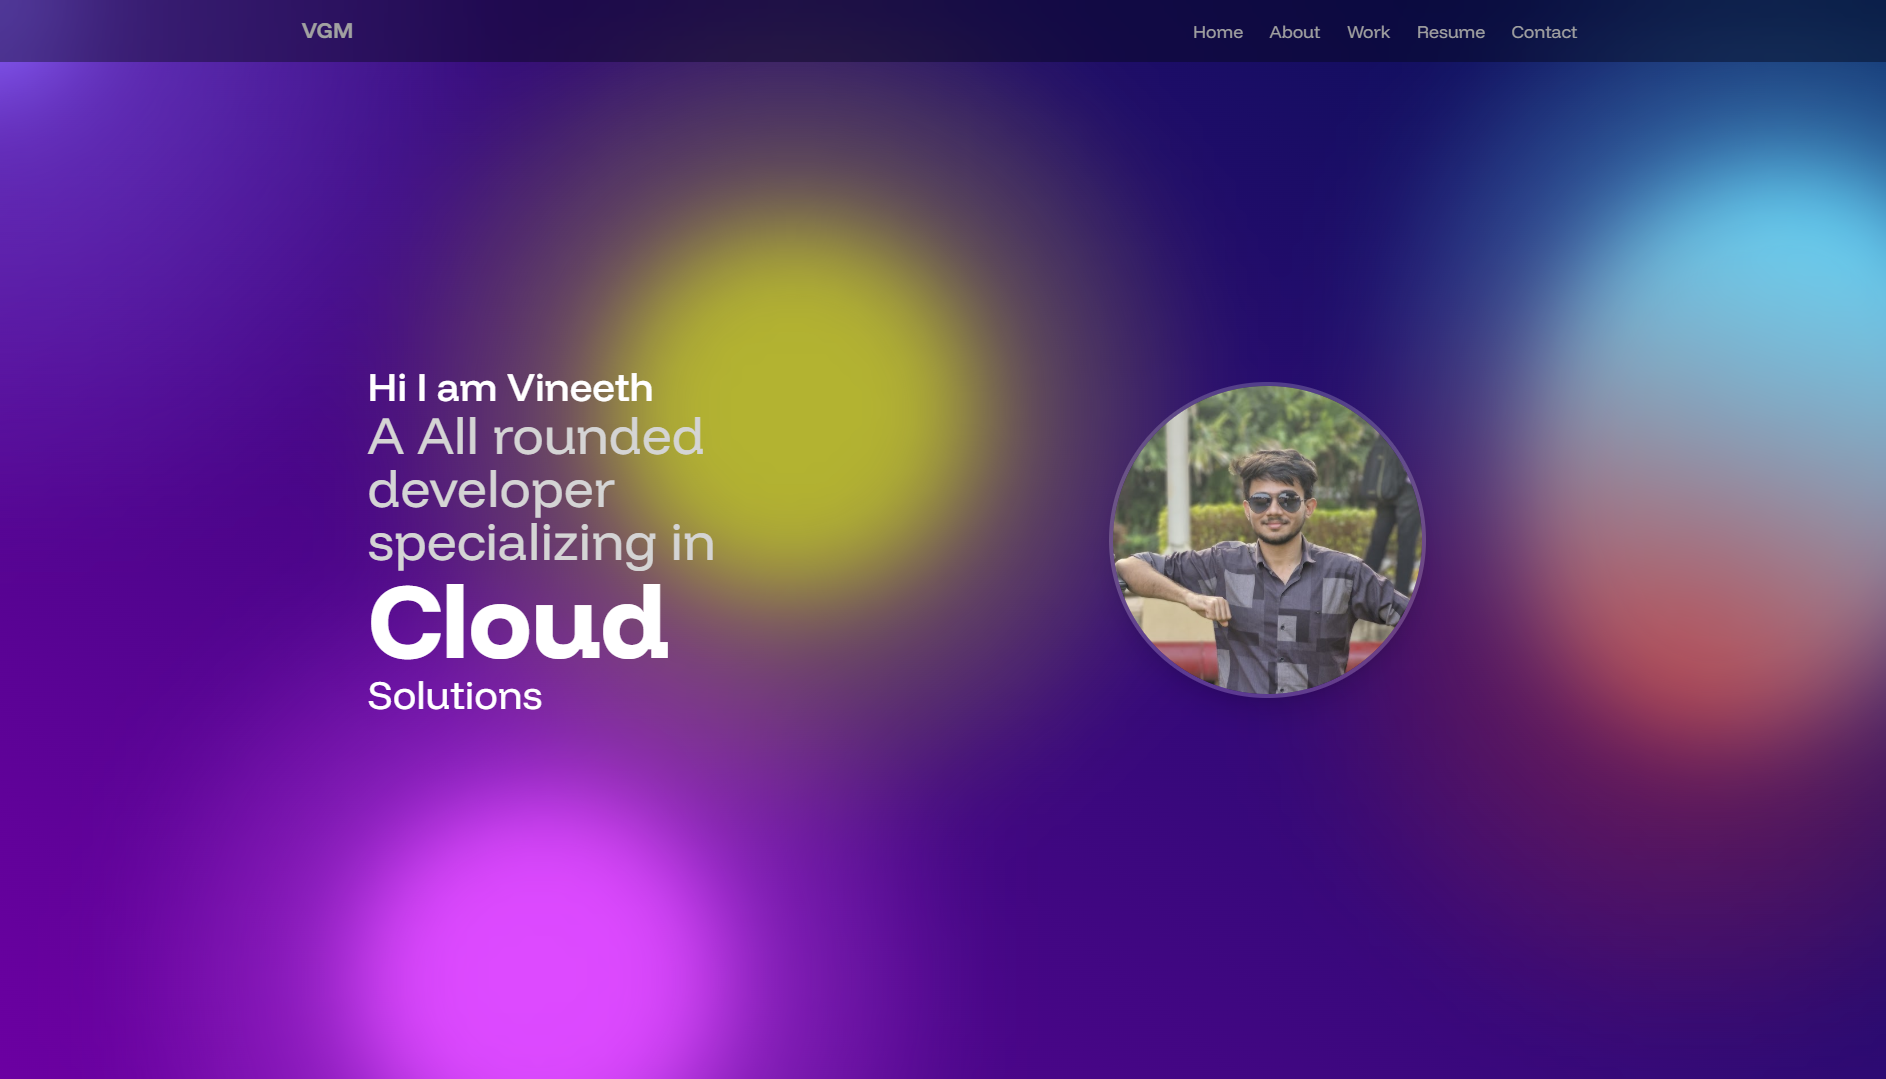 VGM
Home About Work Resume Contact
Hi I am Vineeth
A All rounded
developer
specializing in
Cloud
Solutions